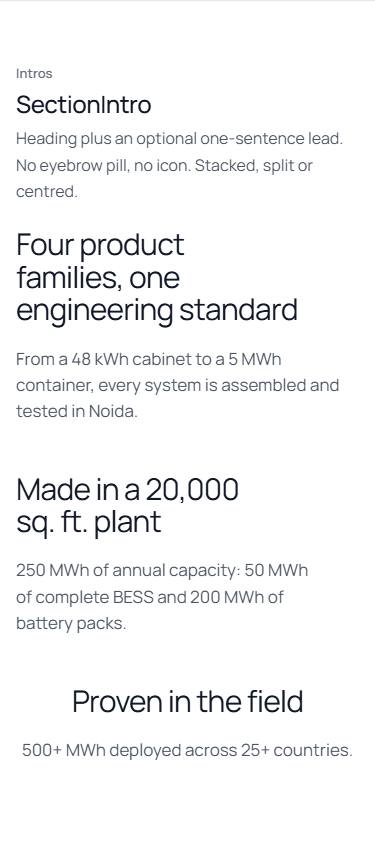 Intros
SectionIntro
Heading plus an optional one-sentence lead.
No eyebrow pill, no icon. Stacked, split or
centred.
Four product
families, one
engineering standard
From a 48 kWh cabinet to a 5 MWh
container, every system is assembled and
tested in Noida.
Made in a 20,000
sq. ft. plant
250 MWh of annual capacity: 50 MWh
of complete BESS and 200 MWh of
battery packs.
Proven in the field
500+ MWh deployed across 25+ countries.